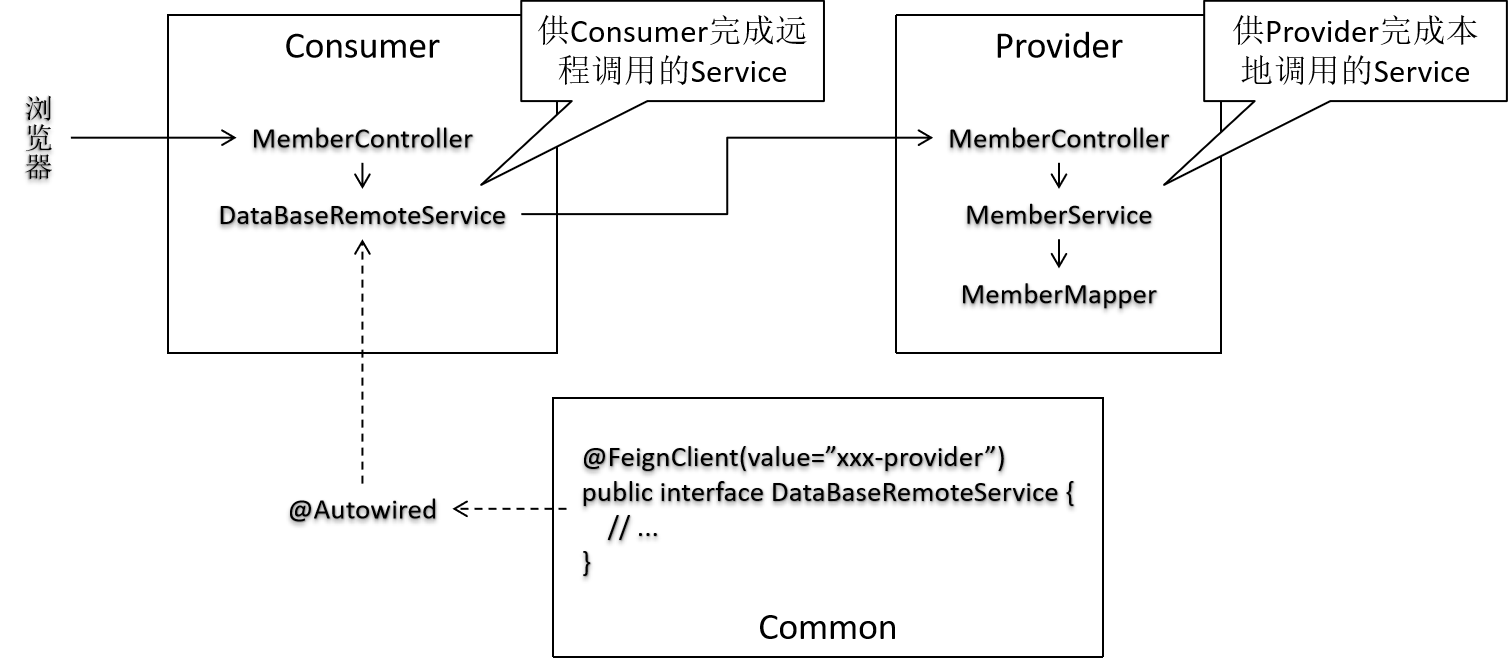 浏
览
器
Consumer
供Consumer完成远
程调用的Service
MemberController
DataBaseRemoteService
Provider
供Provider完成本
地调用的Service
MemberController
MemberService
MemberMapper
@Autowired
@FeignClient(value=”xxx-provider”)
public interface DataBaseRemoteService {
// ...
}
Common